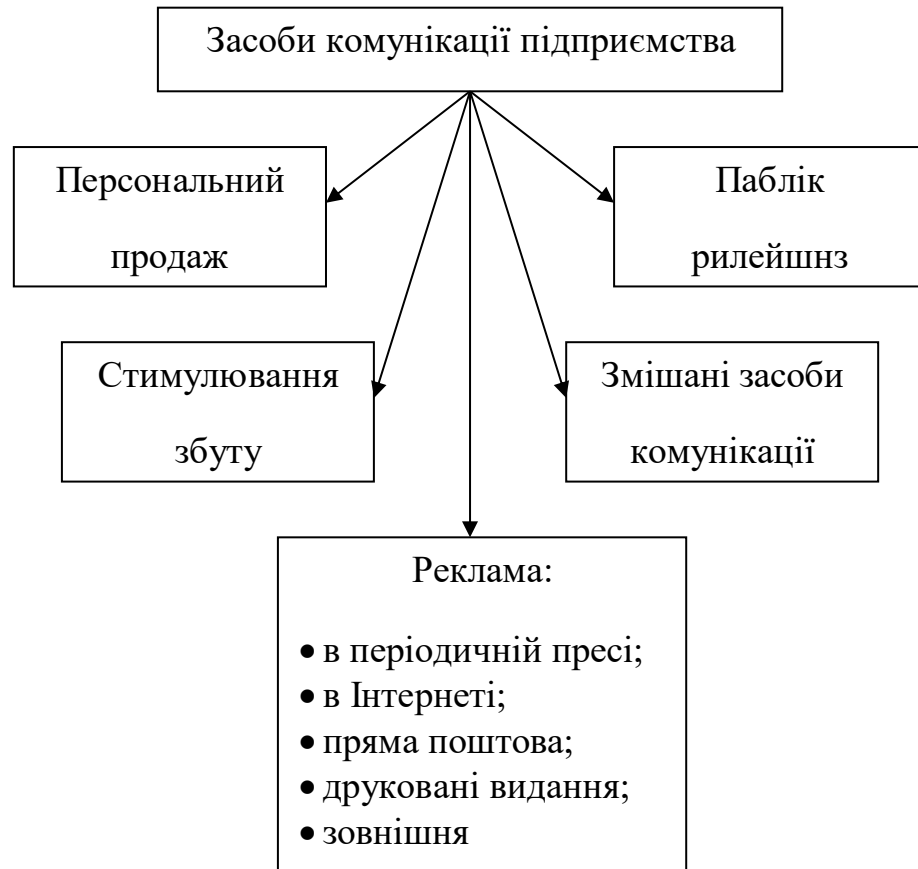 Засоби комунікації підприємства
Персональний
продаж
Паблік
рилейшнз
Стимулювання
збуту
Змішані засоби
комунікації
Реклама:
• в періодичній пресі;
• в Інтернеті;
• пряма поштова;
• друковані видання;
• зовнішня